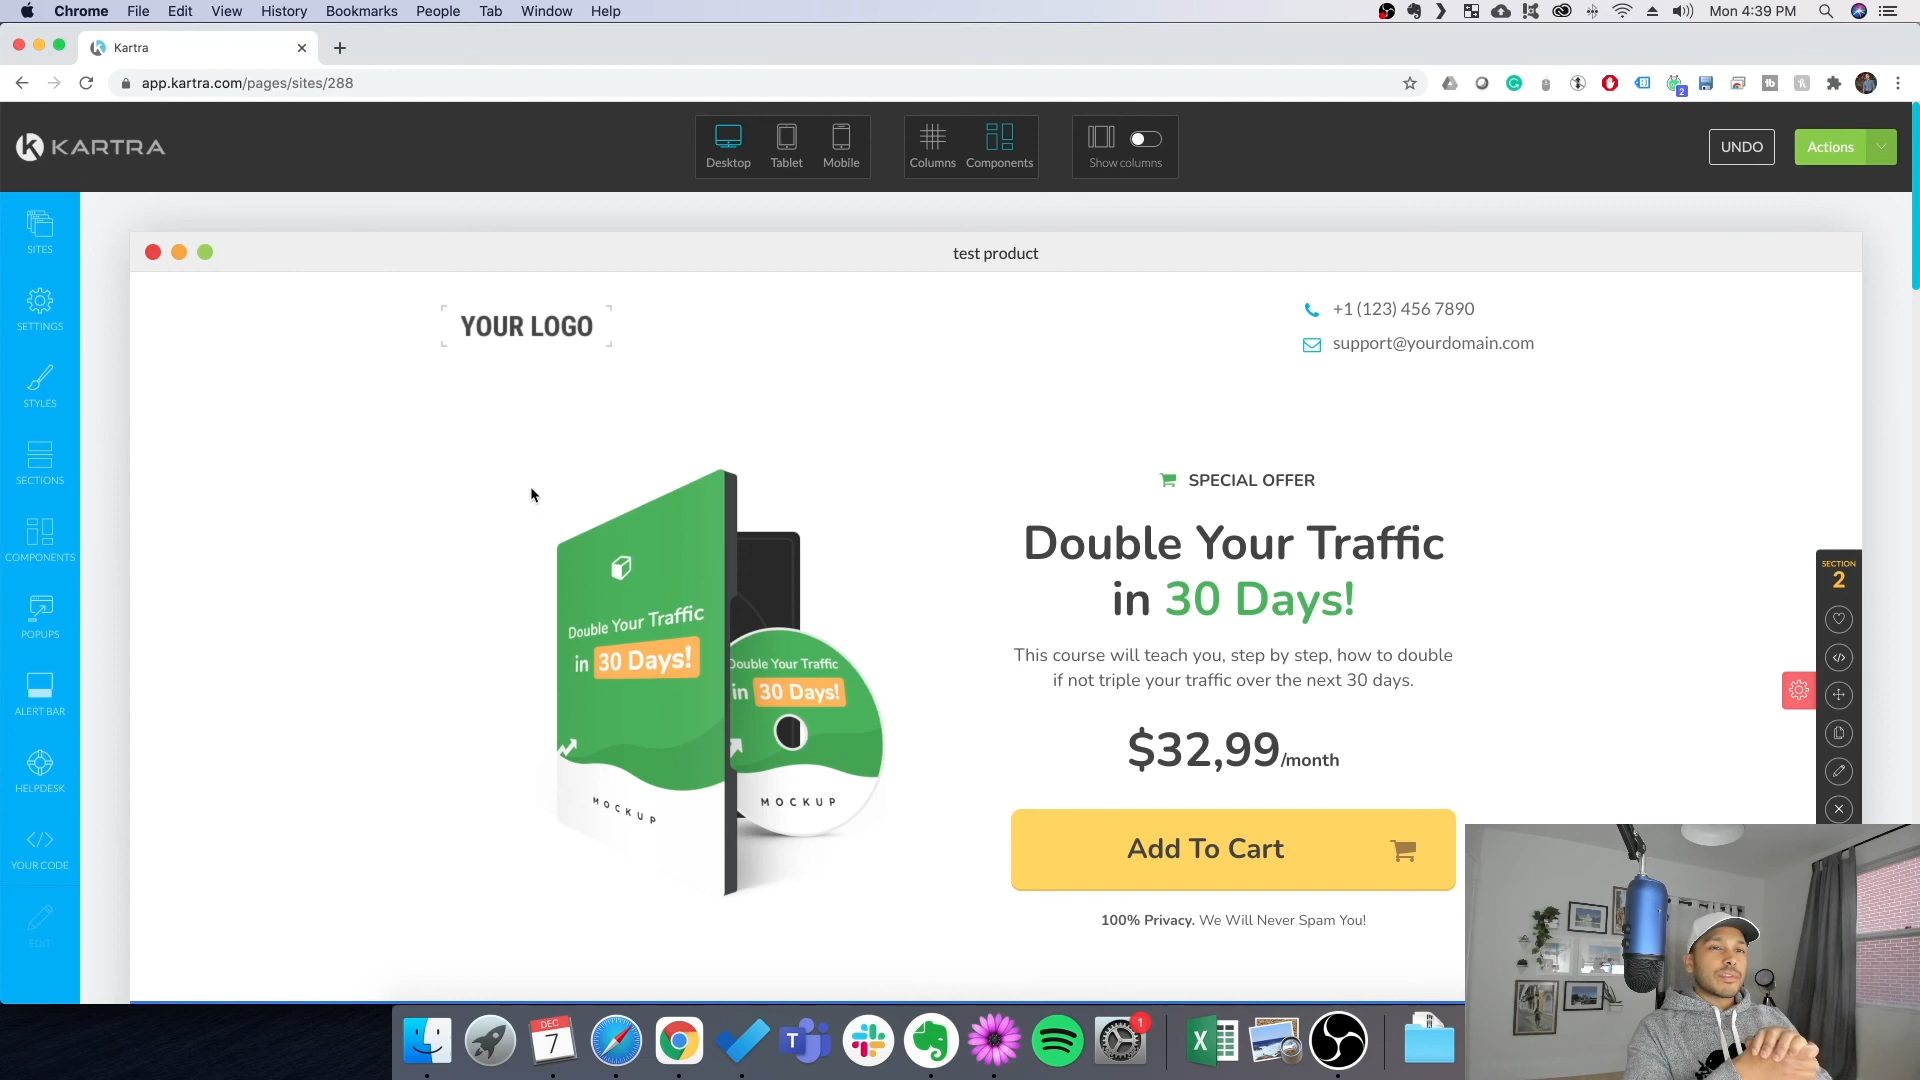 Chrome File Edit View History Bookmarks People Tab Window Help
Mon 4:39 PM
Kartra
app.kartra.com/pages/sites/288
2
KARTRA
Desktop Tablet Mobile
Columns Components
Show columns
UNDO
Actions
SITES
SETTINGS
STYLES
SECTIONS
COMPONENTS
POPUPS
ALERT BAR
HELPDESK
YOUR CODE
EDIT
test product
YOUR LOGO
+1 (123) 456 7890
support@yourdomain.com
Double Your Traffic
in 30 Days!
MOCKUP
Double Your Traffic
in 30 Days!
MOCKUP
SPECIAL OFFER
Double Your Traffic
in 30 Days!
This course will teach you, step by step, how to double
if not triple your traffic over the next 30 days.
$32,99/month
Add To Cart
100% Privacy. We Will Never Spam You!
SECTION
2
DEC
7
T
1
X